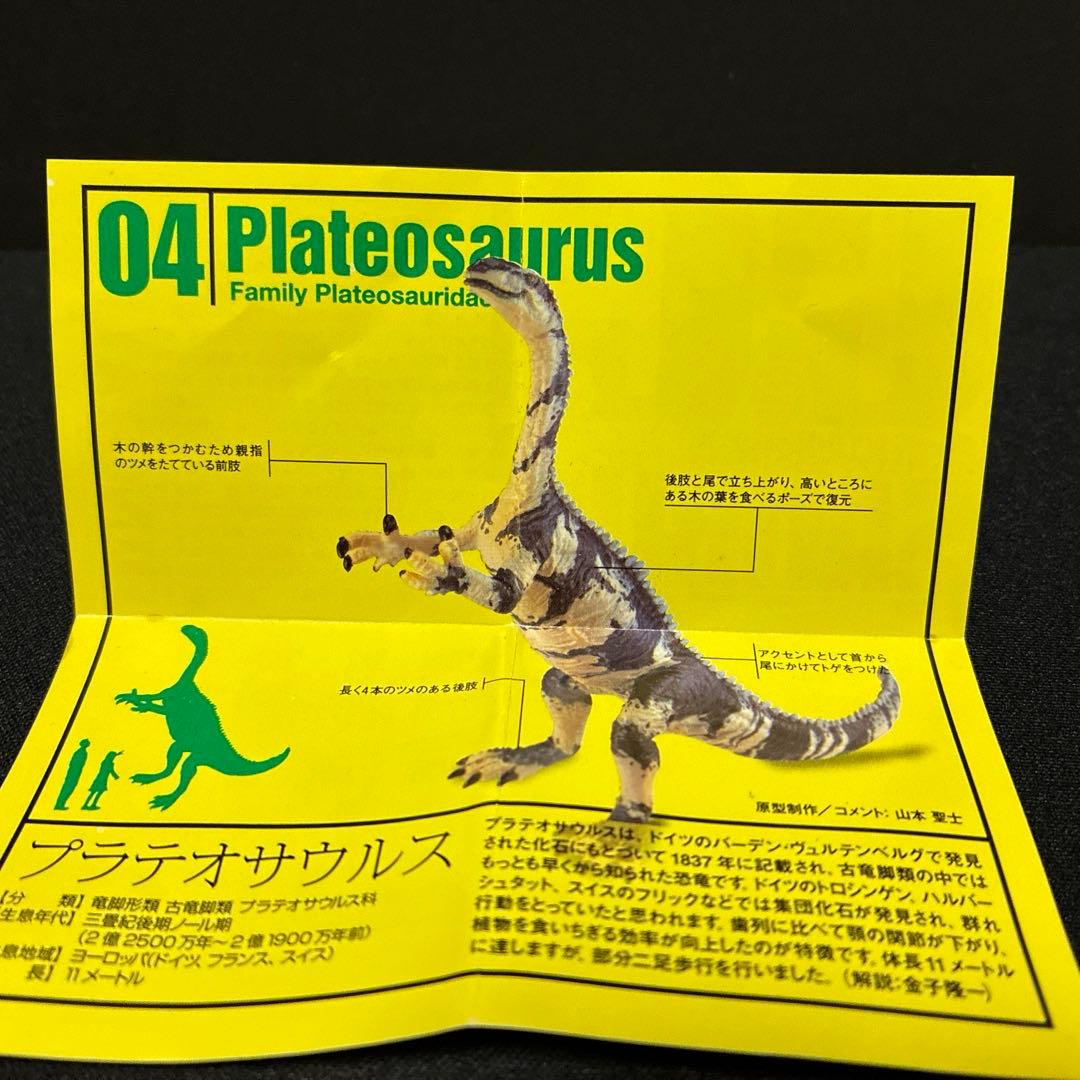 04 Plateosaurus
Family Plateosauridae
木の幹をつかむため親指
のツメをたてている前肢
後肢と尾で立ち上がり、高いところに
ある木の葉を食べるポーズで復元
アクセントとして首から
尾にかけてトゲをつけた
長く4本のツメのある後肢
原型制作/コメント: 山本 聖士
プラテオサウルス
【分　　類】竜脚形類 古竜脚類 プラテオサウルス科
生息年代】三畳紀後期ノール期
(2億2500万年〜2億1900万年前)
息地域】ヨーロッパ(ドイツ、フランス、スイス)
長】11メートル
プラテオサウルスは、ドイツのバーデン・ヴュルテンベルグで発見
された化石にもとづいて1837年に記載され、古竜脚類の中では
もっとも早くから知られた恐竜です。ドイツのトロシンゲン、ハルバー
シュタット、スイスのフリックなどでは集団化石が発見され、群れ
行動をとっていたと思われます。歯列に比べて顎の関節が下がり、
植物を食いちぎる効率が向上したのが特徴です。体長11メートル
に達しますが、部分二足歩行を行いました。(解説:金子隆一)